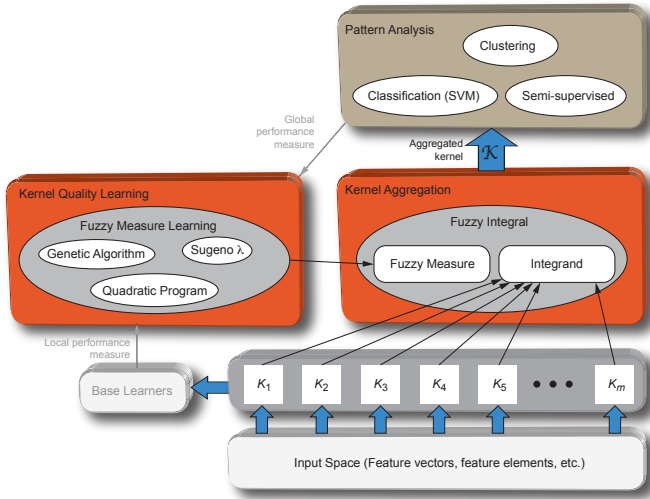 Pattern Analysis
Clustering
Classification (SVM)
Semi-supervised
Global
performance
measure
Aggregated
kernel
𝒦
Kernel Quality Learning
Fuzzy Measure Learning
Genetic Algorithm
Sugeno λ
Quadratic Program
Kernel Aggregation
Fuzzy Integral
Fuzzy Measure
Integrand
Local performance
measure
Base Learners
K1 K2 K3 K4 K5 • • • Km
Input Space (Feature vectors, feature elements, etc.)